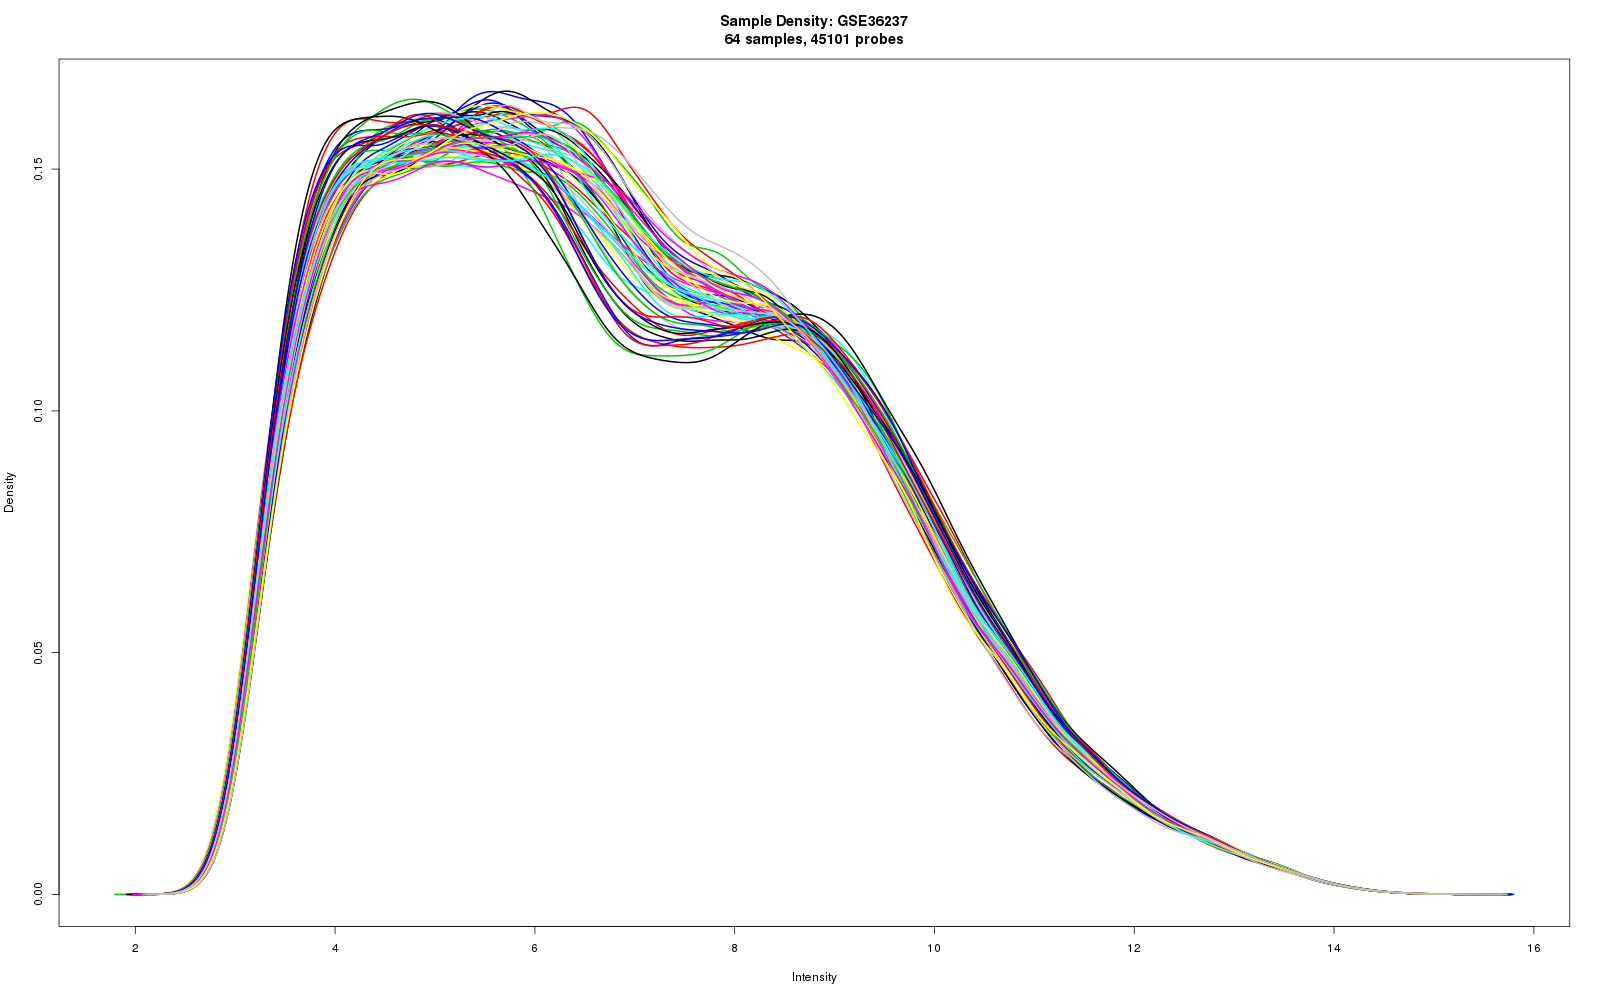 Sample Density: GSE36237
64 samples, 45101 probes
Density
0.15
0.10
0.05
0.00
2 4 6 8 10 12 14 16
Intensity